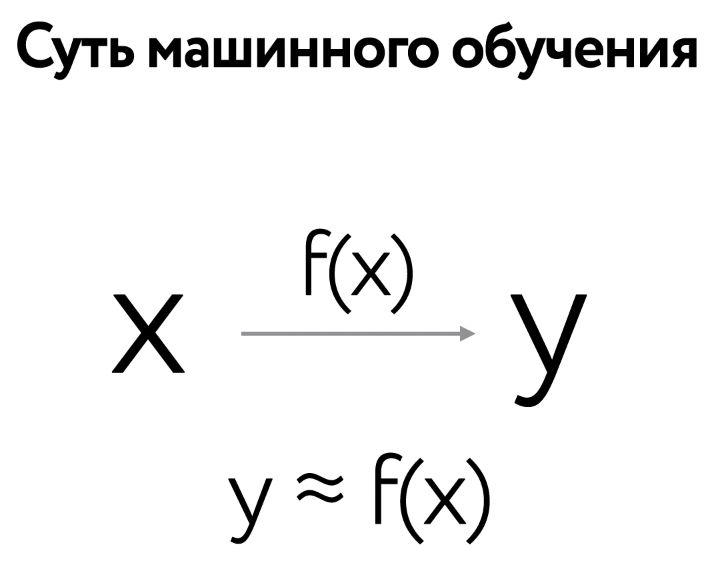 Суть машинного обучения
f(x)
x y
y ≈ f(x)